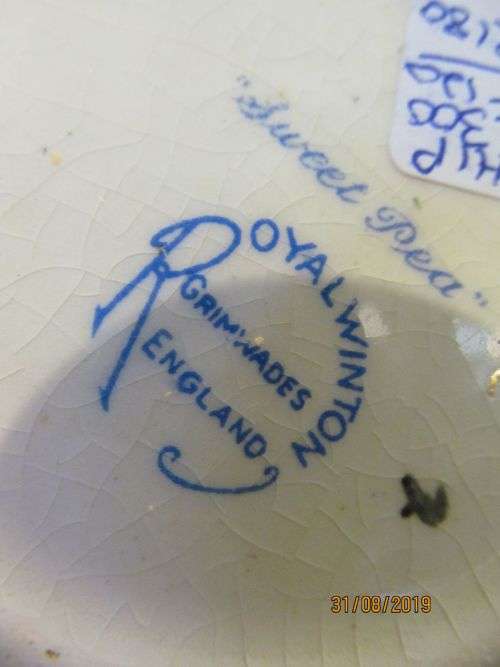 "Sweet Pea"
ROYAL WINTON
GRIMWADES
ENGLAND
31/08/2019